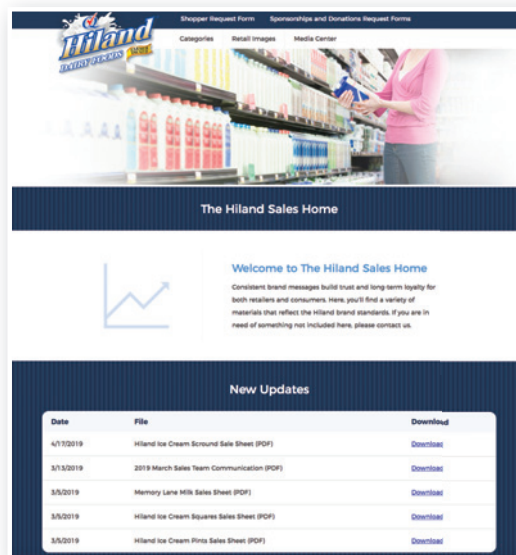 Shopper Request Form Sponsorships and Donations Request Forms
Hiland
DAIRY FOODS
Categories Retail Images Media Center
The Hiland Sales Home
Welcome to The Hiland Sales Home
Consistent brand messages build trust and long-term loyalty for
both retailers and consumers. Here, you'll find a variety of
materials that reflect the Hiland brand standards. If you are in
need of something not included here, please contact us.
New Updates
Date File Download
4/17/2019 Hiland Ice Cream Scround Sale Sheet (PDF) Download
3/13/2019 2019 March Sales Team Communication (PDF) Download
3/5/2019 Memory Lane Milk Sales Sheet (PDF) Download
3/5/2019 Hiland Ice Cream Squares Sales Sheet (PDF) Download
3/5/2019 Hiland Ice Cream Pints Sales Sheet (PDF) Download